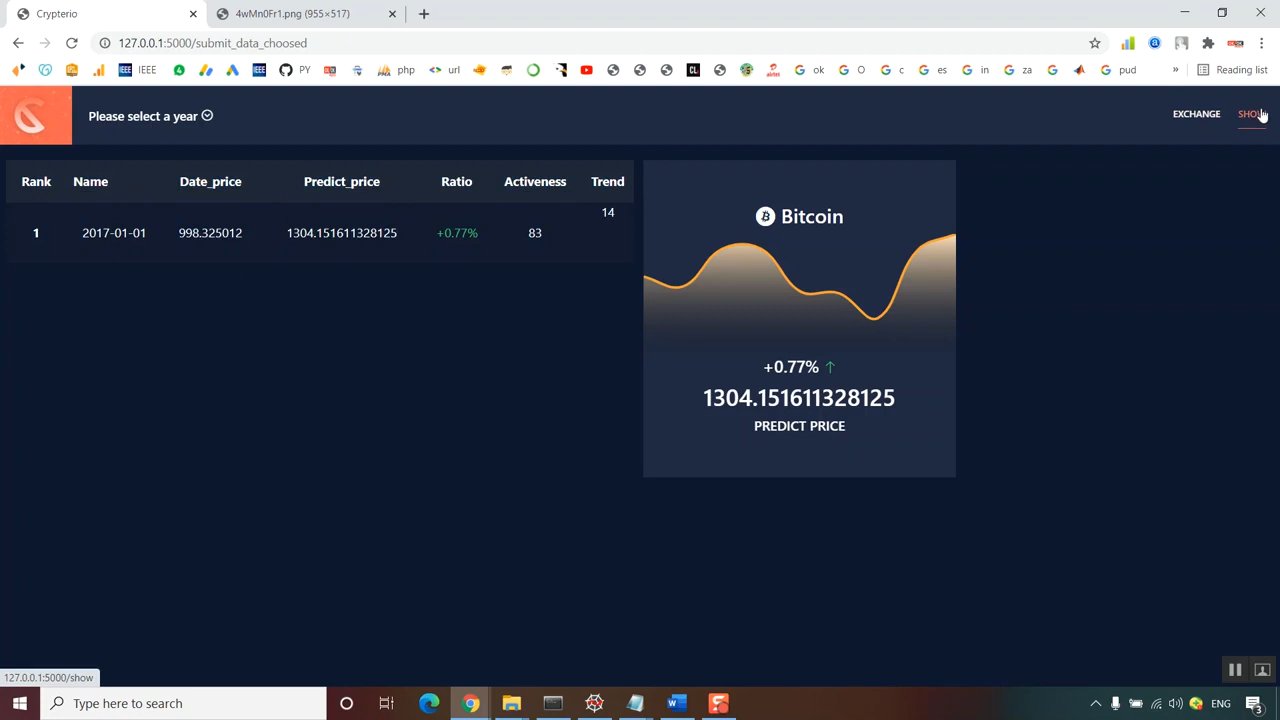 Crypterio
4wMn0Fr1.png (955×517)
127.0.0.1:5000/submit_data_choosed
IEEE
PY
php
url
CL
airtel
ok
O
c
es
in
za
pud
»
Reading list
Please select a year
EXCHANGE
Rank Name Date_price Predict_price Ratio Activeness Trend
14
1 2017-01-01 998.325012 1304.151611328125 +0.77% 83
Bitcoin
+0.77% ↑
1304.151611328125
PREDICT PRICE
127.0.0.1:5000/show
Type here to search
ENG
3